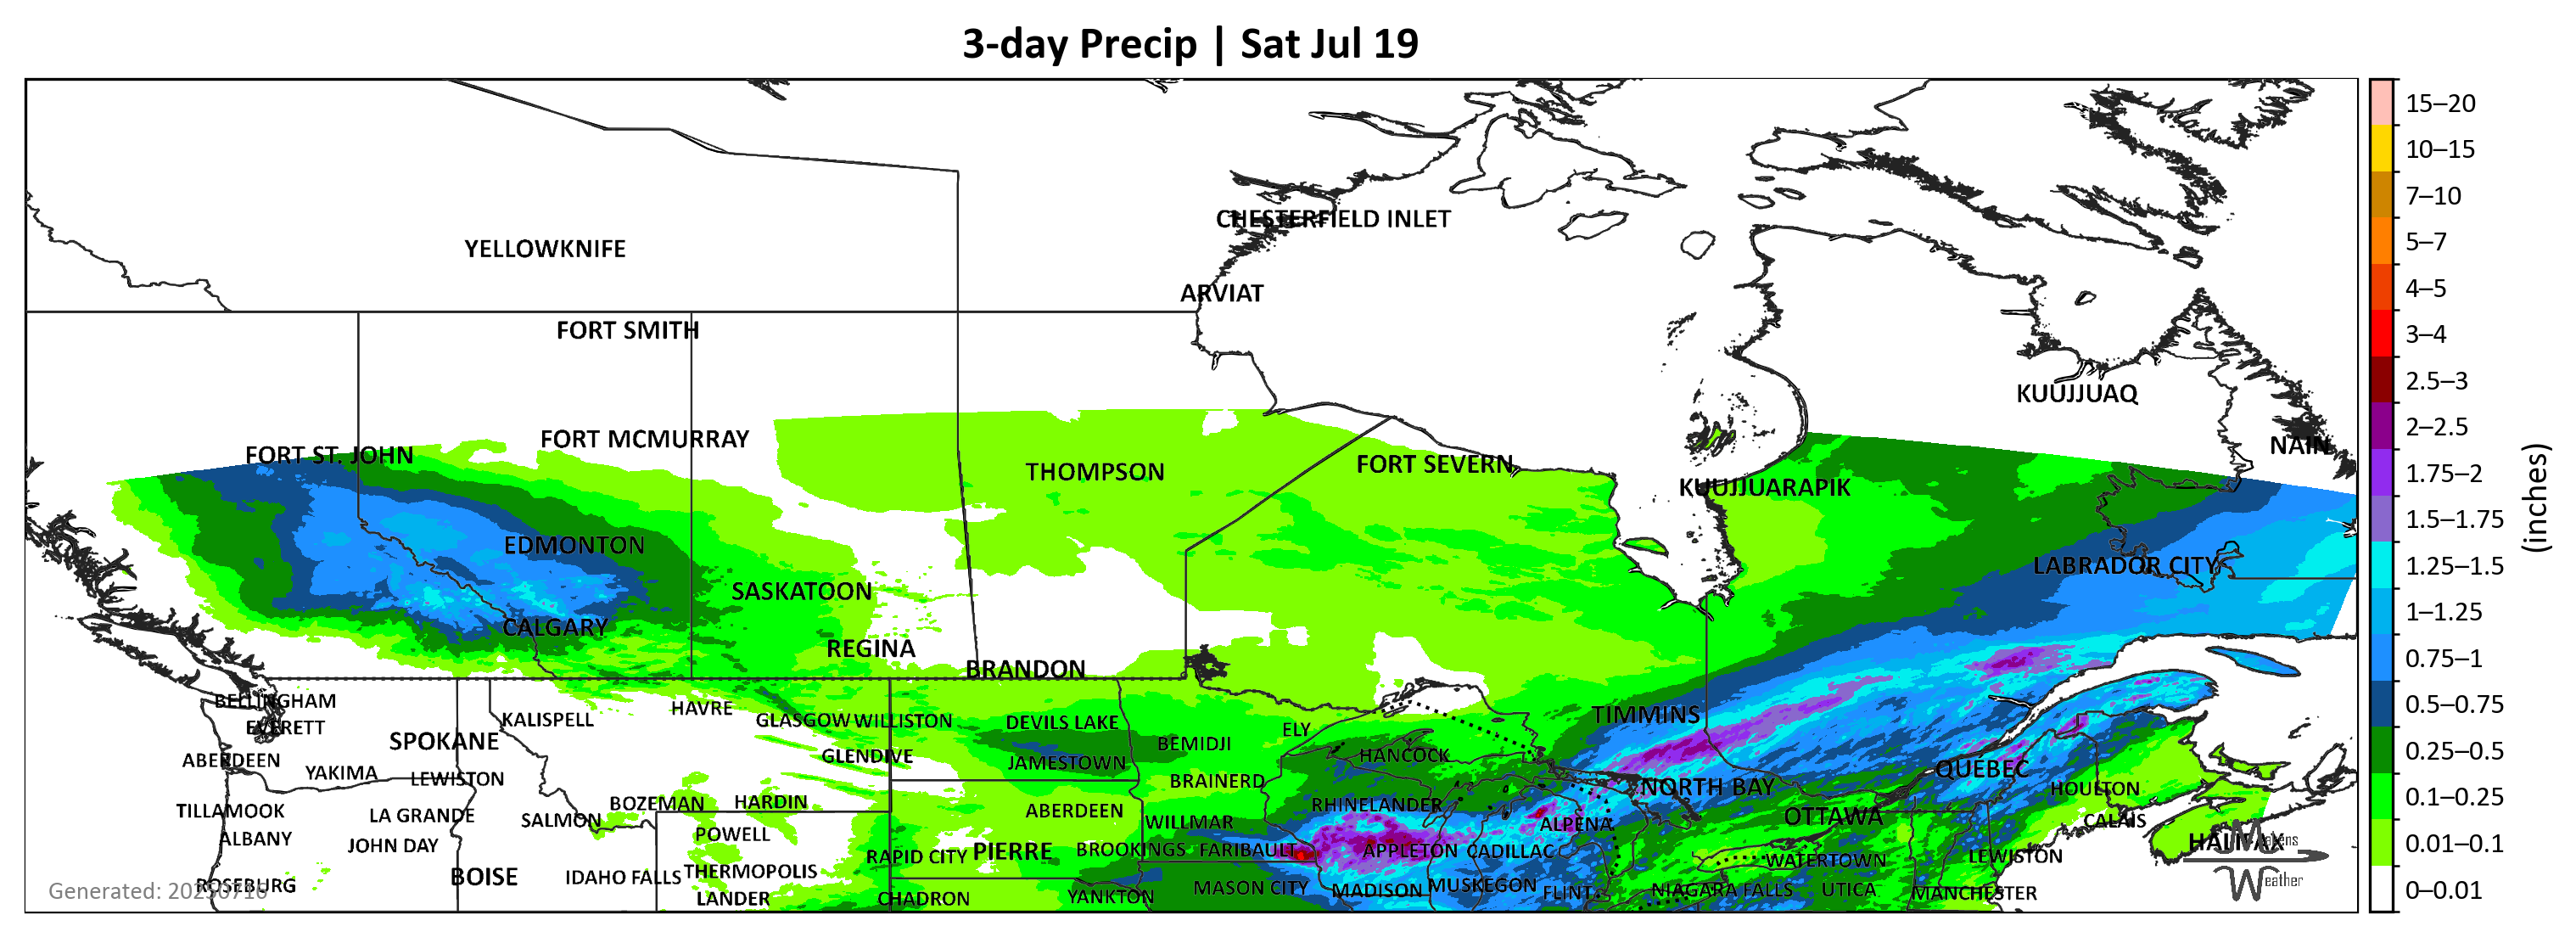 3-day Precip | Sat Jul 19
CHESTERFIELD INLET
YELLOWKNIFE
ARVIAT
FORT SMITH
KUUJJUAQ
FORT MCMURRAY
NAIN
FORT ST. JOHN
THOMPSON
FORT SEVERN
KUUJJUARAPIK
EDMONTON
LABRADOR CITY
SASKATOON
CALGARY
REGINA
BRANDON
BELLINGHAM
HAVRE
KALISPELL
GLASGOW WILLISTON
DEVILS LAKE
TIMMINS
EVERETT
ELY
SPOKANE
BEMIDJI
ABERDEEN
GLENDIVE
JAMESTOWN
HANCOCK
QUEBEC
YAKIMA
LEWISTON
BRAINERD
NORTH BAY
HOULTON
BOZEMAN
HARDIN
RHINELANDER
TILLAMOOK
LA GRANDE
SALMON
ABERDEEN
WILLMAR
ALPENA
OTTAWA
CALAIS
ALBANY
JOHN DAY
POWELL
HALIFAX
RAPID CITY
PIERRE
BROOKINGS
FARIBAULT
APPLETON
CADILLAC
WATERTOWN
LEWISTON
BOISE
IDAHO FALLS
THERMOPOLIS
ROSEBURG
MASON CITY
MADISON
MUSKEGON
FLINT
NIAGARA FALLS
UTICA
MANCHESTER
LANDER
CHADRON
YANKTON
Generated: 20250716
Weather
15–20
10–15
7–10
5–7
4–5
3–4
2.5–3
2–2.5
1.75–2
1.5–1.75
1.25–1.5
1–1.25
0.75–1
0.5–0.75
0.25–0.5
0.1–0.25
0.01–0.1
0–0.01
(inches)